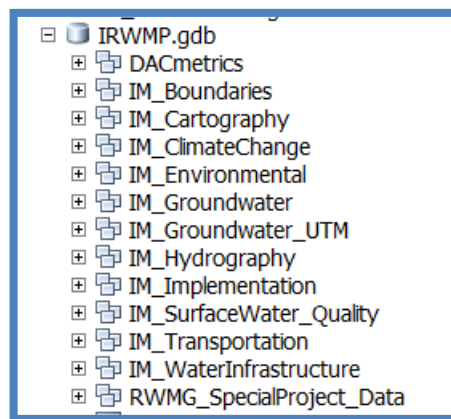 IRWMP.gdb
DACmetrics
IM_Boundaries
IM_Cartography
IM_ClimateChange
IM_Environmental
IM_Groundwater
IM_Groundwater_UTM
IM_Hydrography
IM_Implementation
IM_SurfaceWater_Quality
IM_Transportation
IM_WaterInfrastructure
RWMG_SpecialProject_Data